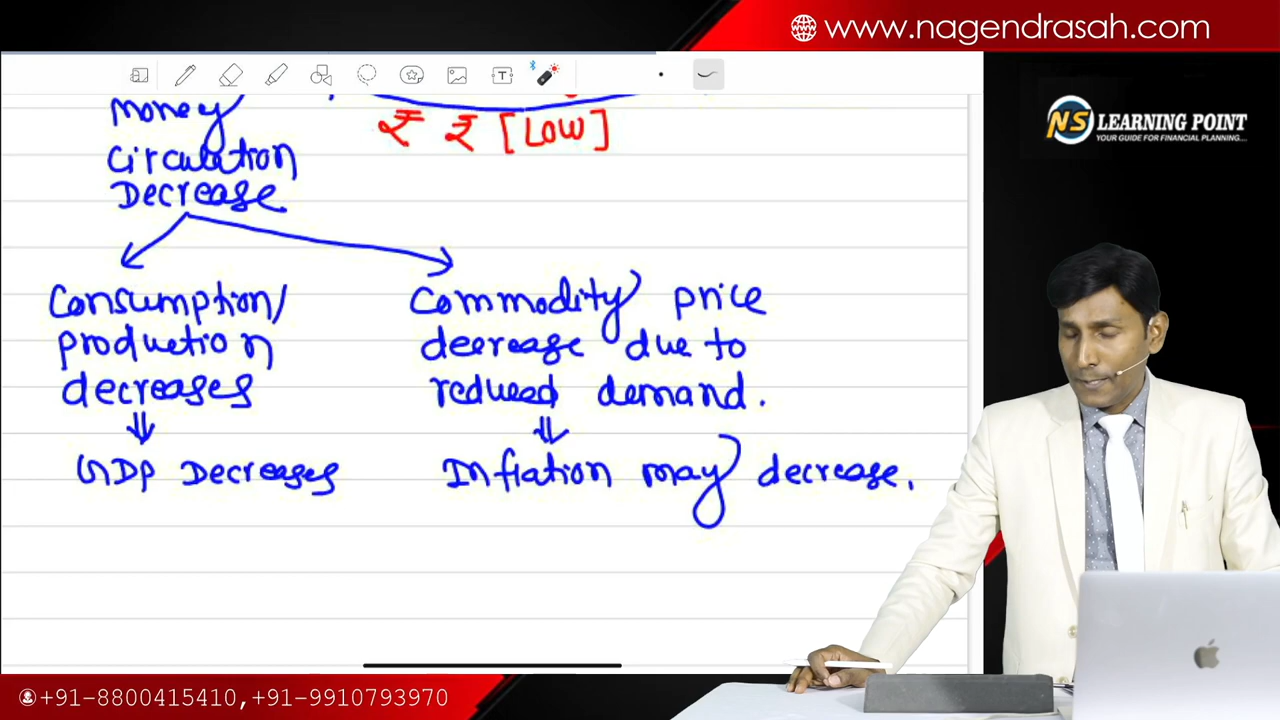 www.nagendrasah.com
NS LEARNING POINT
YOUR GUIDE FOR FINANCIAL PLANNING....
T
Money
₹ ₹ [Low]
Circulation
Decrease
Consumption/
production
decreases
⇓
GDP Decreases
Commodity price
decrease due to
reduced demand.
⇓
Inflation may decrease.
+91-8800415410,+91-9910793970